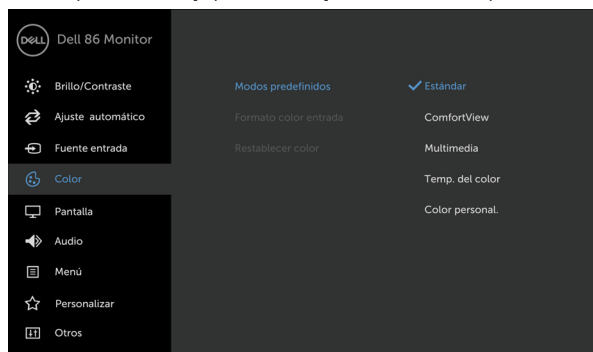 DELL Dell 86 Monitor
Brillo/Contraste Modos predefinidos Estándar
Ajuste automático Formato color entrada ComfortView
Fuente entrada Restablecer color Multimedia
Color Temp. del color
Pantalla Color personal.
Audio
Menú
Personalizar
Otros